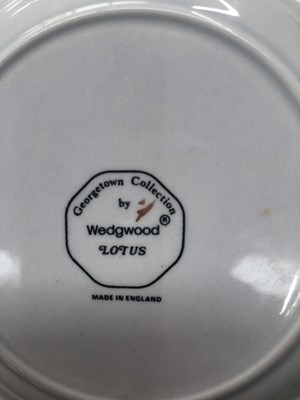 Georgetown Collection
by
Wedgwood®
LOTUS
MADE IN ENGLAND